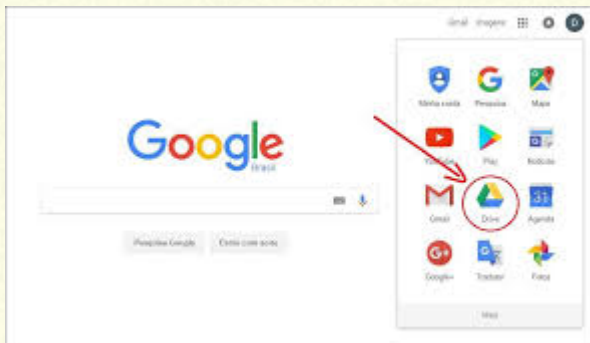 Gmail Imagens
D
Google
Brasil
Pesquisa Google Estou com sorte
Minha conta Pesquisa Maps
YouTube Play Notícias
31
Gmail Drive Agenda
G+
Google+ Tradutor Fotos
Mais